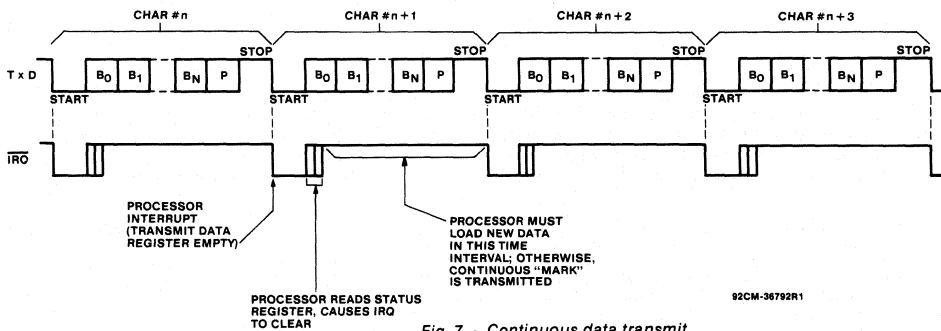 CHAR #n CHAR #n+1 CHAR #n+2 CHAR #n+3
STOP STOP STOP STOP
T x D B0 B1 BN P B0 B1 BN P B0 B1 BN P B0 B1 BN P
START START START START
IRQ
PROCESSOR
INTERRUPT
(TRANSMIT DATA
REGISTER EMPTY)
PROCESSOR MUST
LOAD NEW DATA
IN THIS TIME
INTERVAL; OTHERWISE,
CONTINUOUS "MARK"
IS TRANSMITTED
PROCESSOR READS STATUS
REGISTER, CAUSES IRQ
TO CLEAR
92CM-36792R1
Fig. 7 - Continuous data transmit